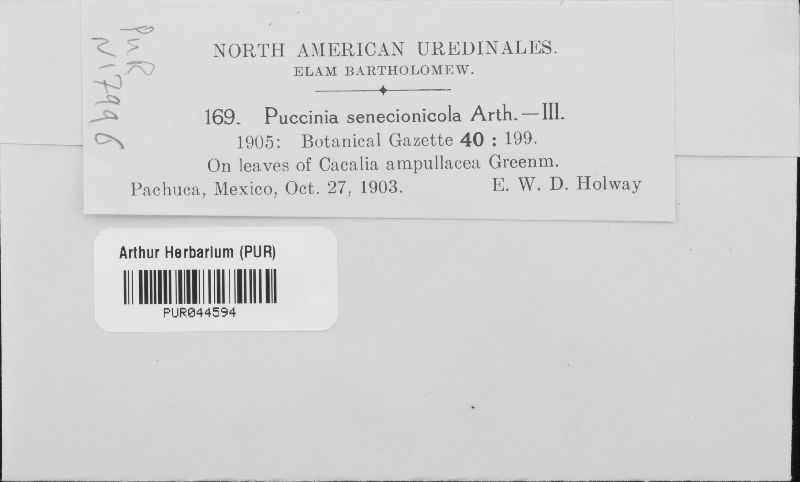 PUR
N17996
NORTH AMERICAN UREDINALES.
ELAM BARTHOLOMEW.
169. Puccinia senecionicola Arth.—III.
1905: Botanical Gazette 40 : 199.
On leaves of Cacalia ampullacea Greenm.
Pachuca, Mexico, Oct. 27, 1903. E. W. D. Holway
Arthur Herbarium (PUR)
PUR044594